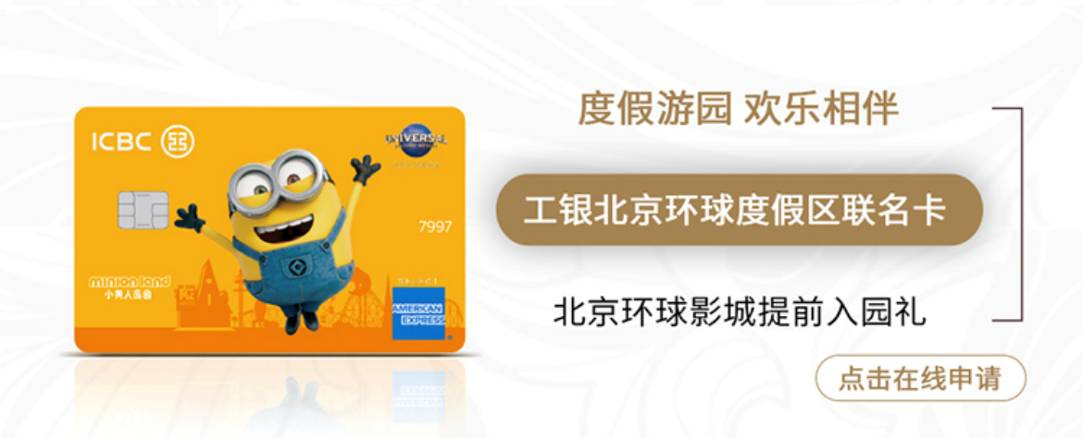 ICBC
UNIVERSAL
7997
minion land
小黄人乐园
AMERICAN
EXPRESS
度假游园 欢乐相伴
工银北京环球度假区联名卡
北京环球影城提前入园礼
点击在线申请